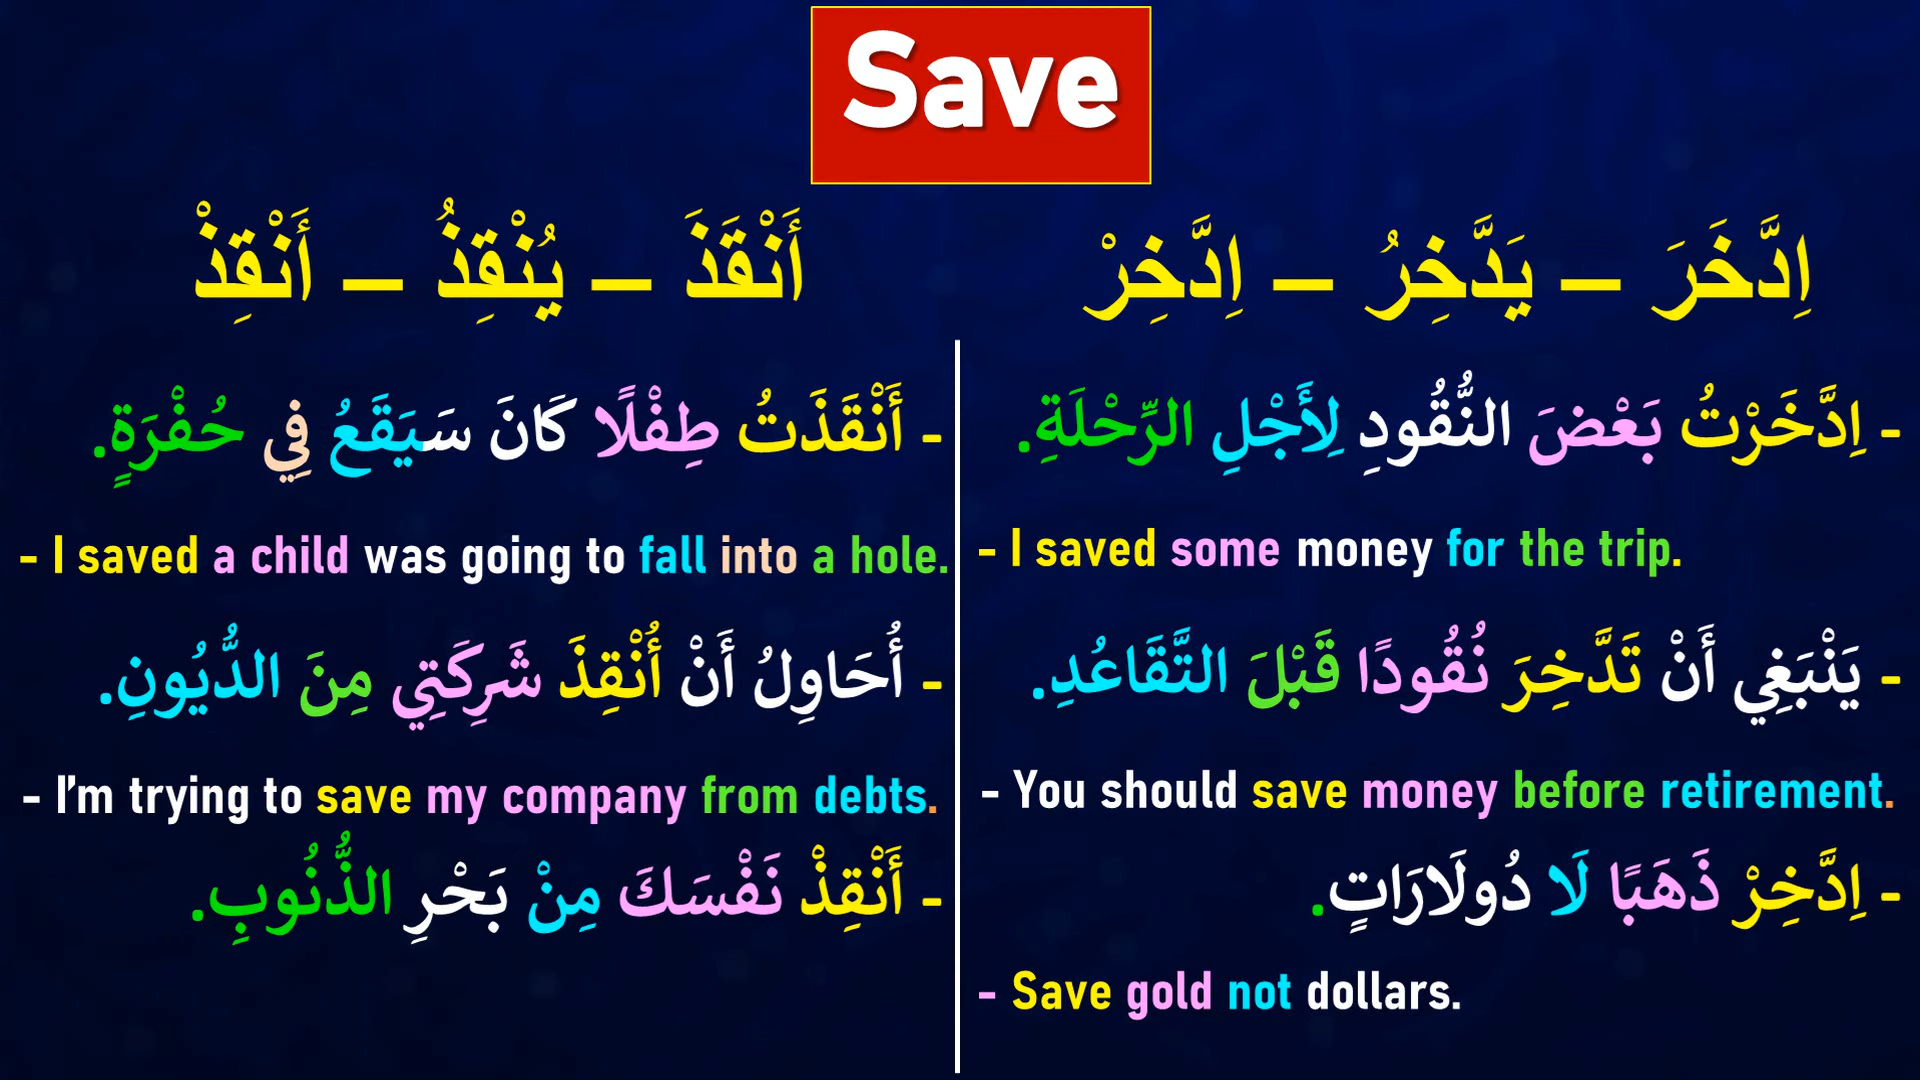 Save
اِدَّخَرَ – يَدَّخِرُ – اِدَّخِرْ
- اِدَّخَرْتُ بَعْضَ النُّقُودِ لِأَجْلِ الرِّحْلَةِ.
- I saved some money for the trip.
- يَنْبَغِي أَنْ تَدَّخِرَ نُقُودًا قَبْلَ التَّقَاعُدِ.
- You should save money before retirement.
- اِدَّخِرْ ذَهَبًا لَا دُولَارَاتٍ.
- Save gold not dollars.
أَنْقَذَ – يُنْقِذُ – أَنْقِذْ
- أَنْقَذَتُ طِفْلًا كَانَ سَيَقَعُ فِي حُفْرَةٍ.
- I saved a child was going to fall into a hole.
- أُحَاوِلُ أَنْ أُنْقِذَ شَرِكَتِي مِنَ الدُّيُونِ.
- I’m trying to save my company from debts.
- أَنْقِذْ نَفْسَكَ مِنْ بَحْرِ الذُّنُوبِ.